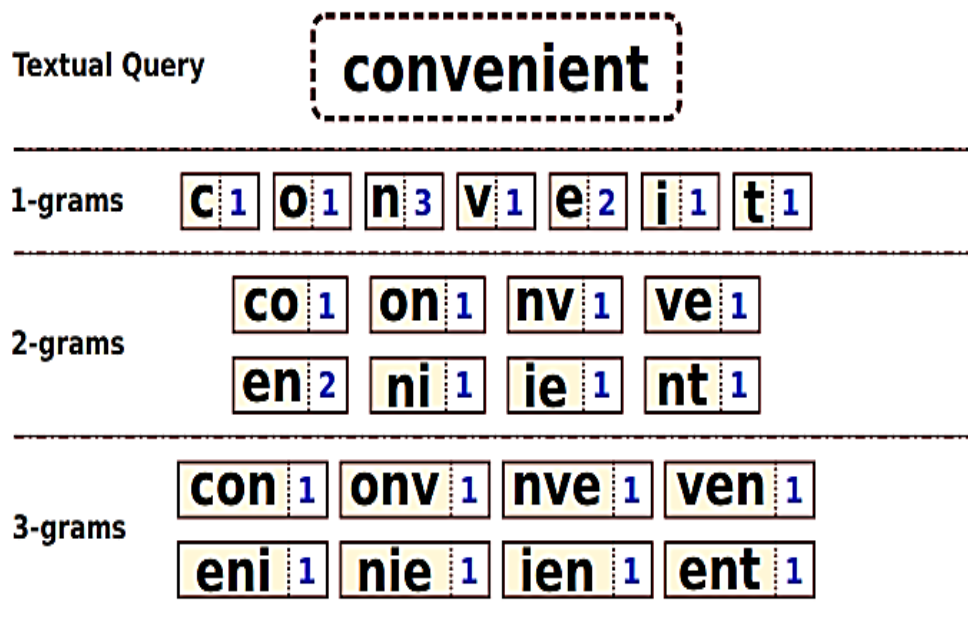 Textual Query convenient
1-grams c 1 o 1 n 3 v 1 e 2 i 1 t 1
co 1 on 1 nv 1 ve 1
2-grams
en 2 ni 1 ie 1 nt 1
con 1 onv 1 nve 1 ven 1
3-grams
eni 1 nie 1 ien 1 ent 1